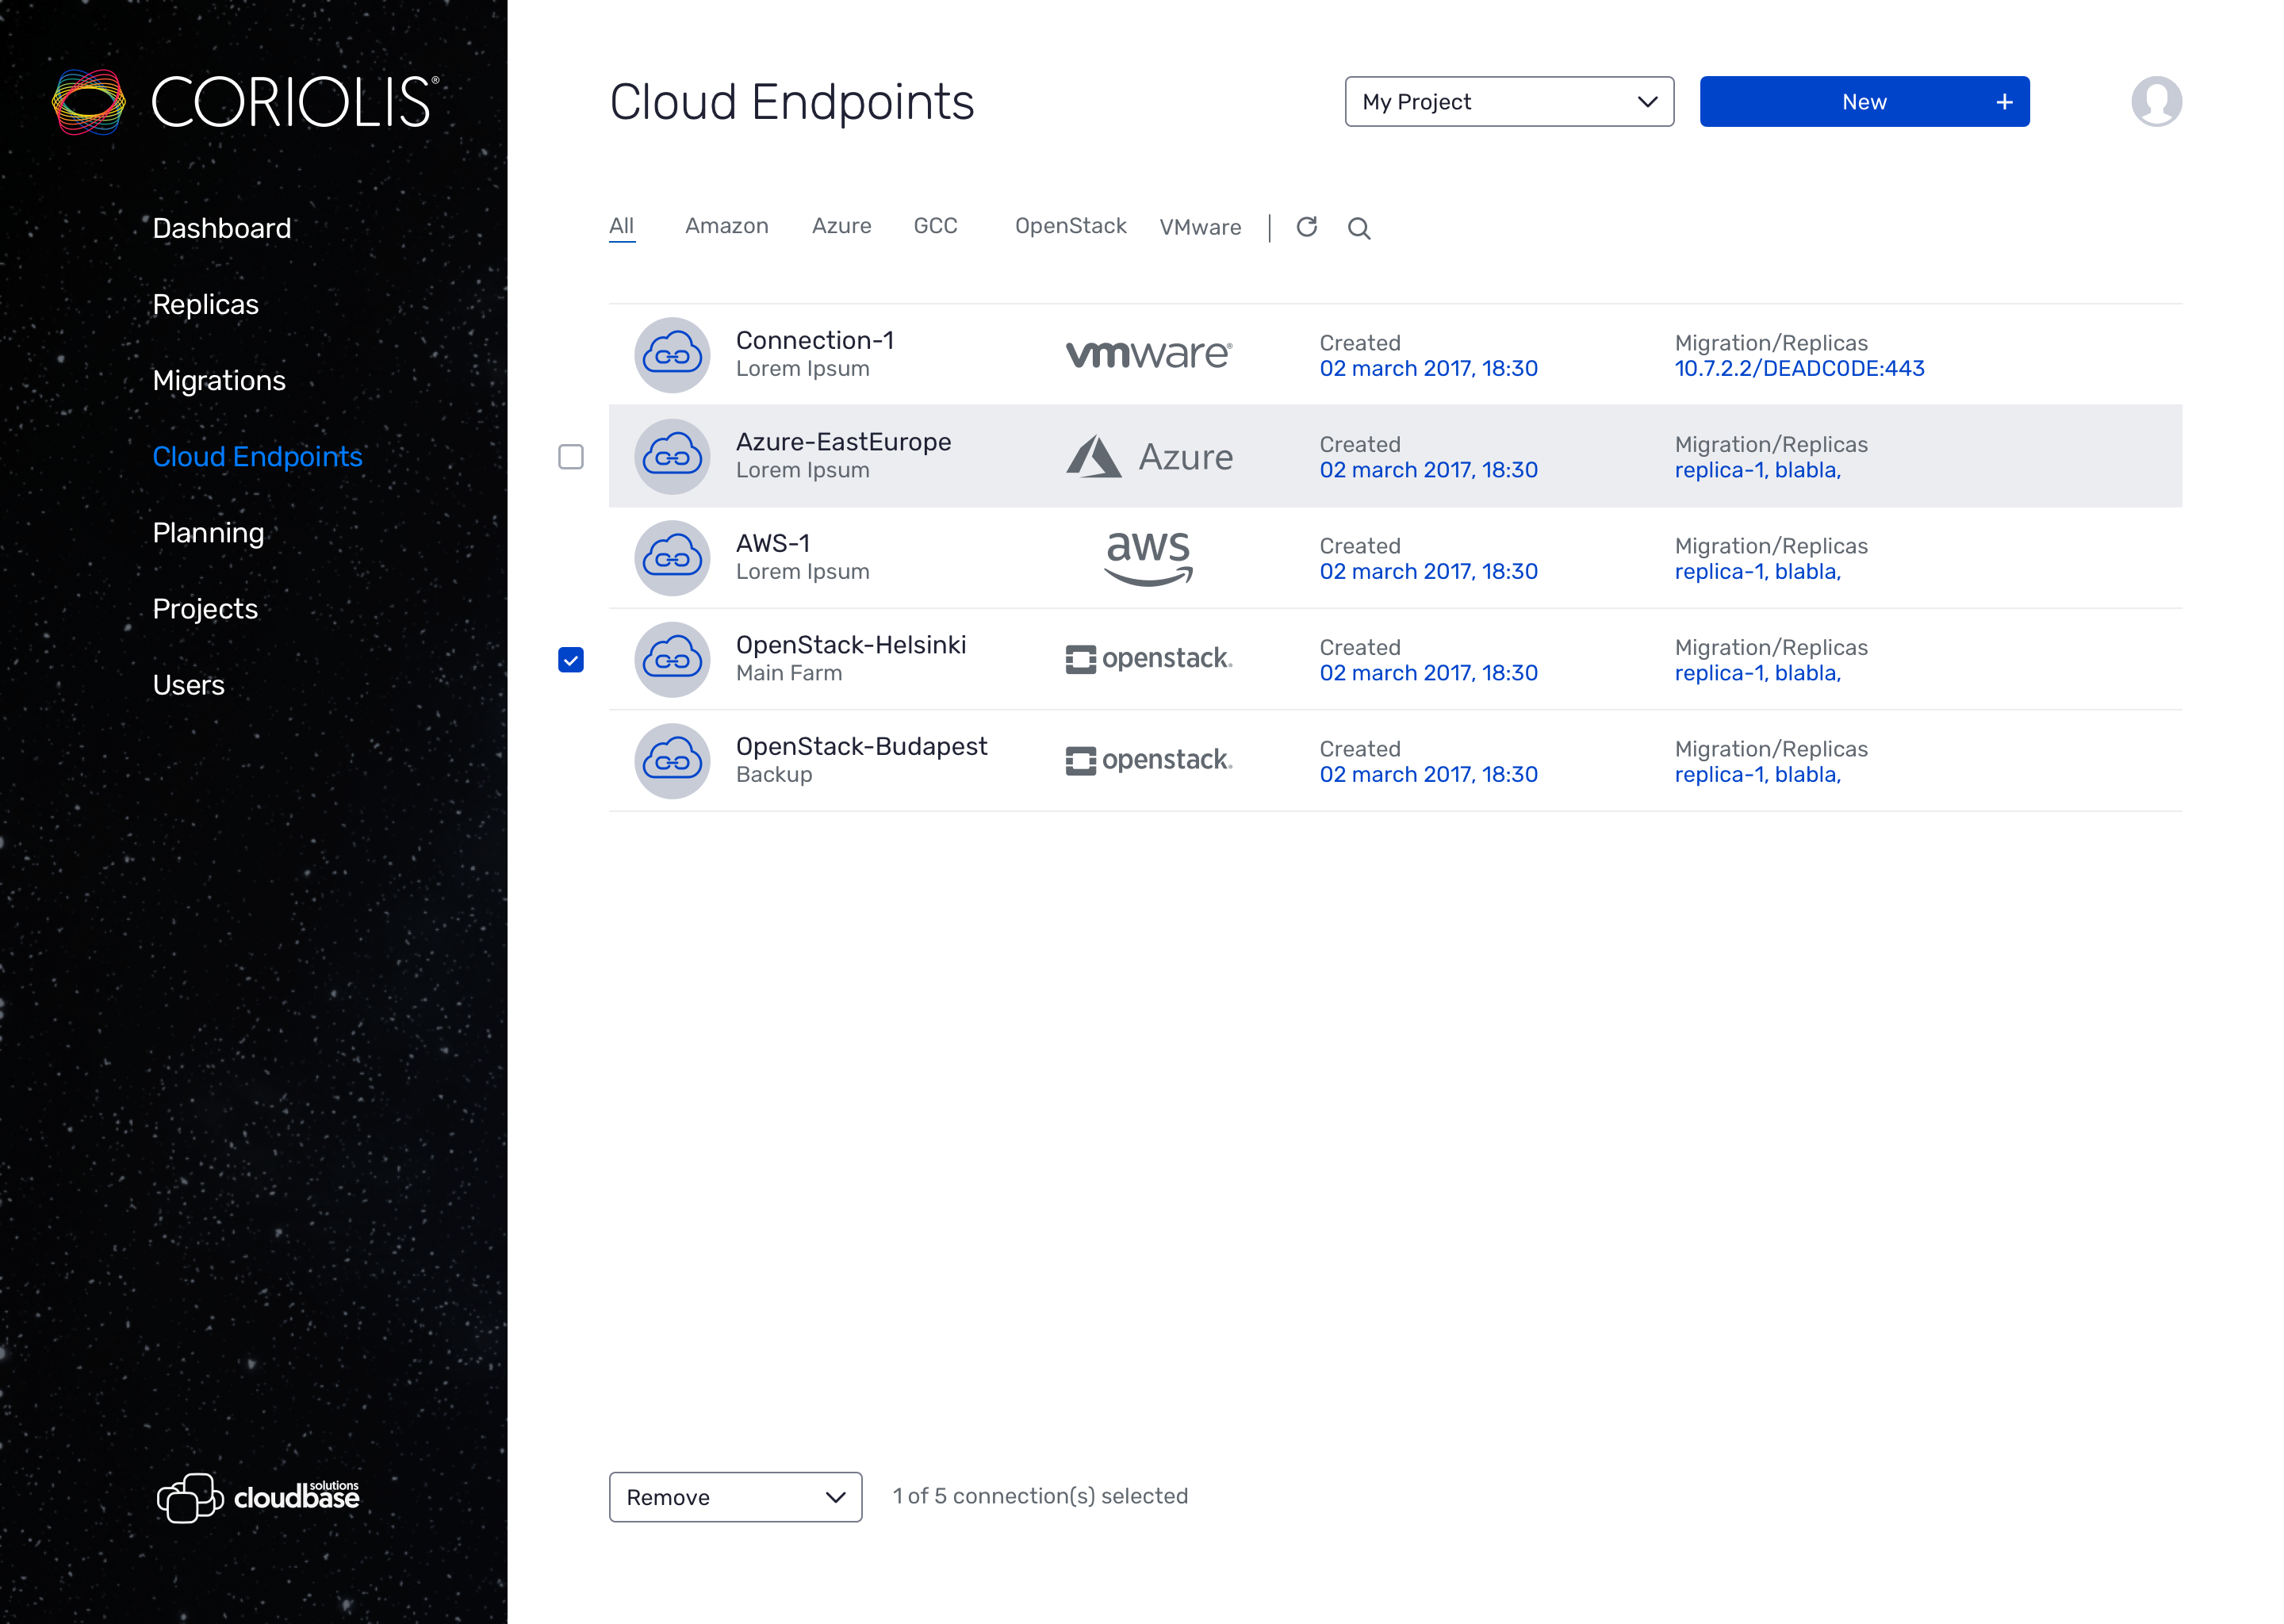 CORIOLIS®
Dashboard
Replicas
Migrations
Cloud Endpoints
Planning
Projects
Users
cloudbase solutions
Cloud Endpoints
My Project
New
All Amazon Azure GCC OpenStack VMware
Connection-1
Lorem Ipsum
vmware®
Created
02 march 2017, 18:30
Migration/Replicas
10.7.2.2/DEADC0DE:443
Azure-EastEurope
Lorem Ipsum
Azure
Created
02 march 2017, 18:30
Migration/Replicas
replica-1, blabla,
AWS-1
Lorem Ipsum
aws
Created
02 march 2017, 18:30
Migration/Replicas
replica-1, blabla,
OpenStack-Helsinki
Main Farm
openstack.
Created
02 march 2017, 18:30
Migration/Replicas
replica-1, blabla,
OpenStack-Budapest
Backup
openstack.
Created
02 march 2017, 18:30
Migration/Replicas
replica-1, blabla,
Remove
1 of 5 connection(s) selected